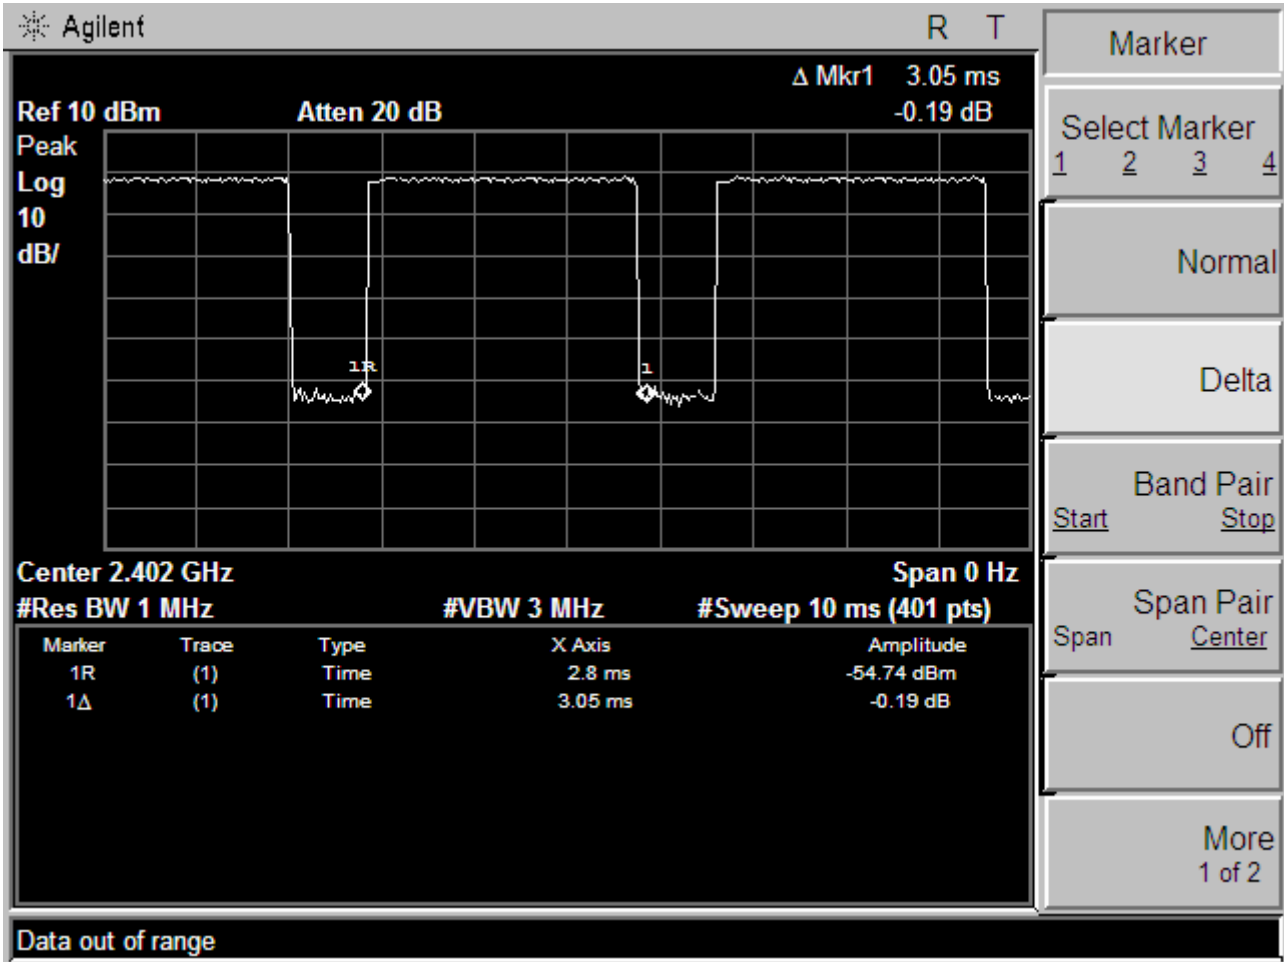 Agilent R T
Δ Mkr1 3.05 ms
Ref 10 dBm Atten 20 dB -0.19 dB
Peak
Log
10
dB/
1R
1
Center 2.402 GHz Span 0 Hz
#Res BW 1 MHz #VBW 3 MHz #Sweep 10 ms (401 pts)
Marker Trace Type X Axis Amplitude
1R (1) Time 2.8 ms -54.74 dBm
1Δ (1) Time 3.05 ms -0.19 dB
Data out of range
Marker
Select Marker
1 2 3 4
Normal
Delta
Band Pair
Start Stop
Span Pair
Span Center
Off
More
1 of 2